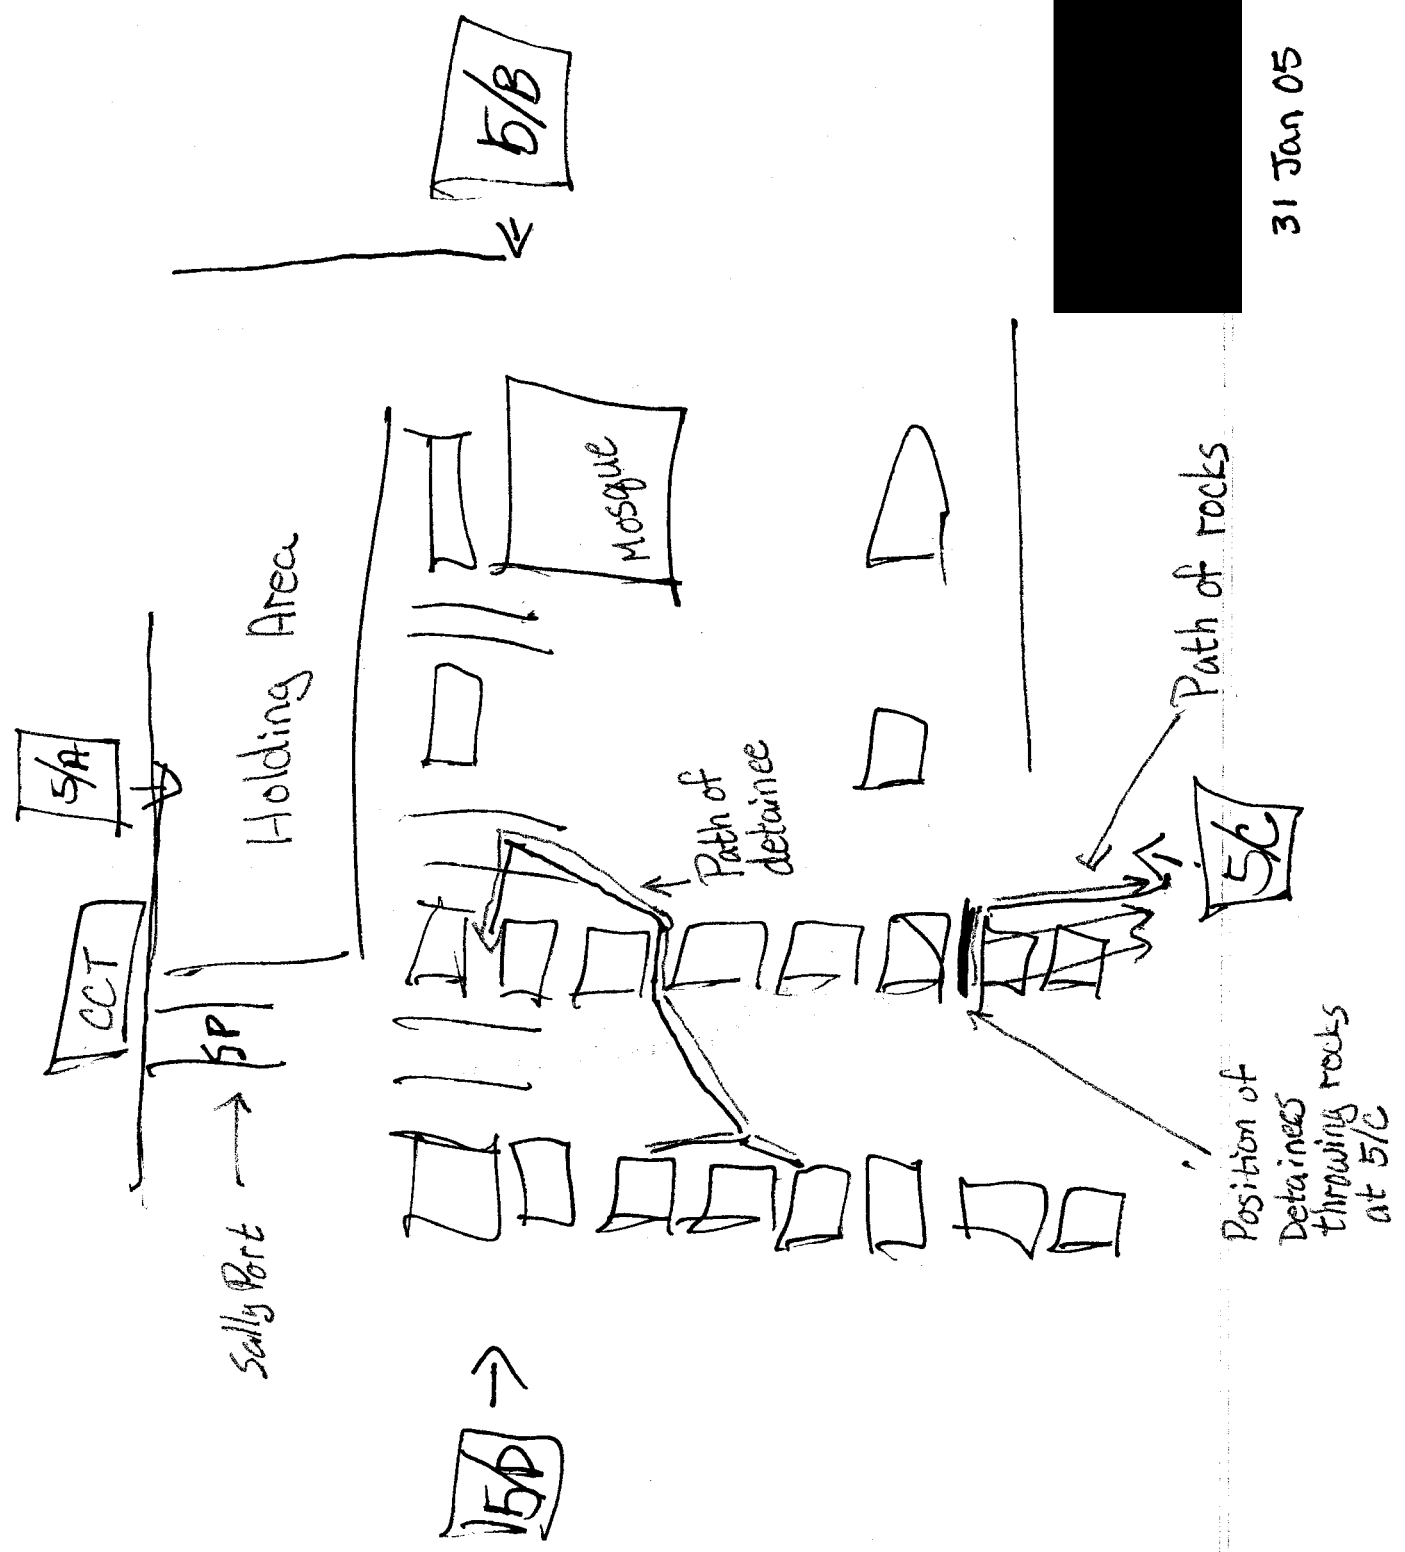 5/B
31 Jan 05
Mosque
Holding Area
5/A
CCT
SP
Sally Port
Path of
detainee
Path of rocks
5/C
Position of
Detainees
throwing rocks
at 5/C
5/D